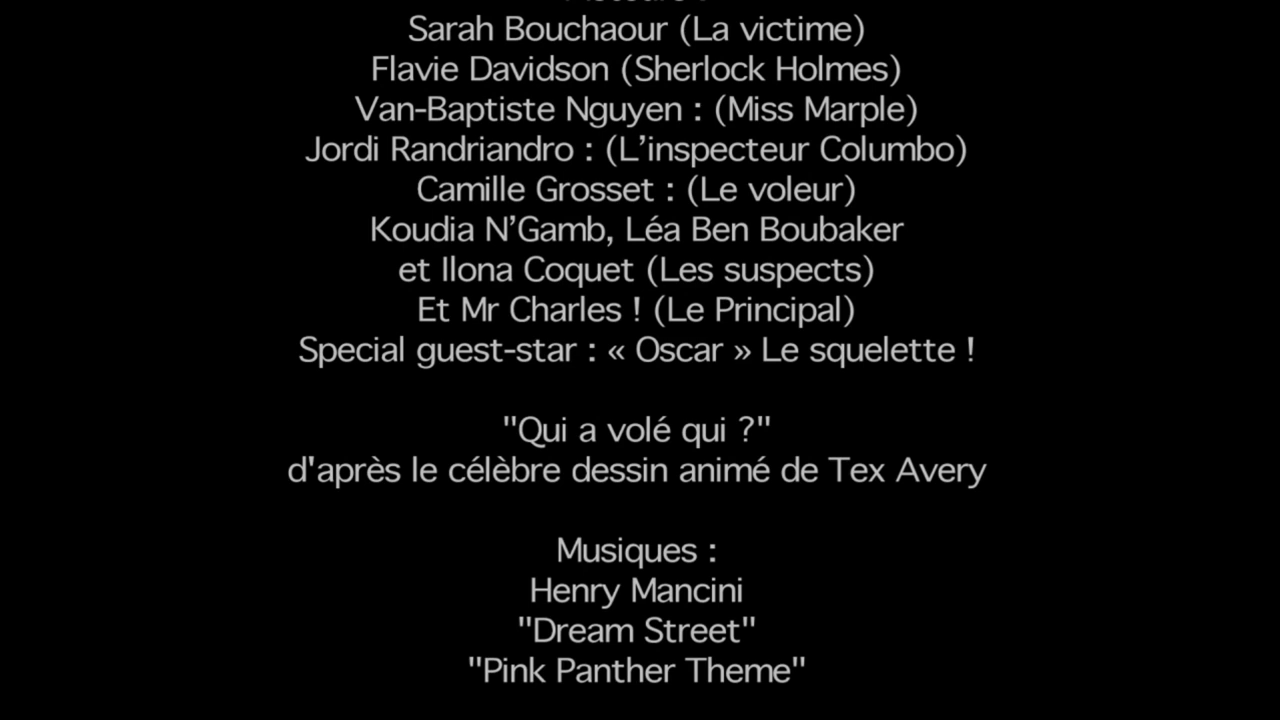 Sarah Bouchaour (La victime)
Flavie Davidson (Sherlock Holmes)
Van-Baptiste Nguyen : (Miss Marple)
Jordi Randriandro : (L’inspecteur Columbo)
Camille Grosset : (Le voleur)
Koudia N’Gamb, Léa Ben Boubaker
et Ilona Coquet (Les suspects)
Et Mr Charles ! (Le Principal)
Special guest-star : « Oscar » Le squelette !
"Qui a volé qui ?"
d'après le célèbre dessin animé de Tex Avery
Musiques :
Henry Mancini
"Dream Street"
"Pink Panther Theme"